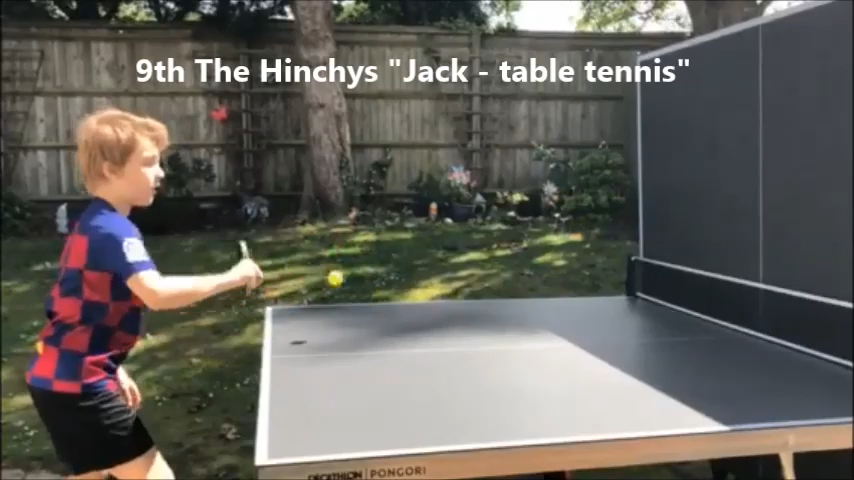 9th The Hinchys "Jack - table tennis"
DECATHLON | PONGORI